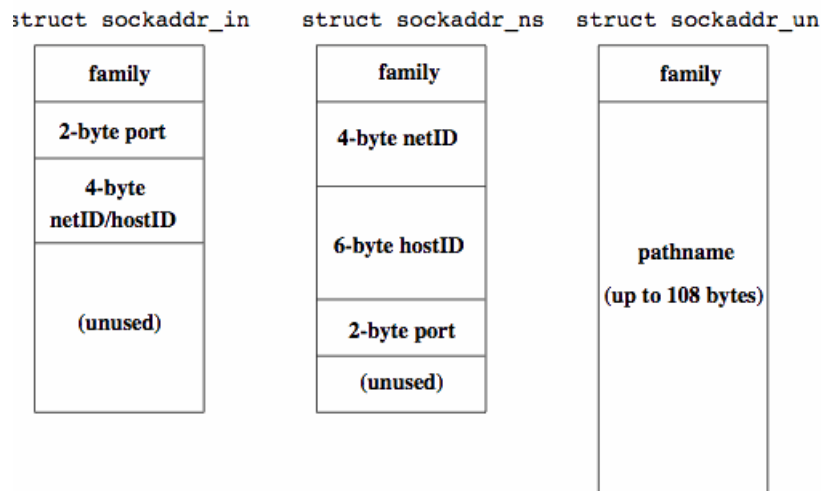 struct sockaddr_in
family
2-byte port
4-byte
netID/hostID
(unused)
struct sockaddr_ns
family
4-byte netID
6-byte hostID
2-byte port
(unused)
struct sockaddr_un
family
pathname
(up to 108 bytes)